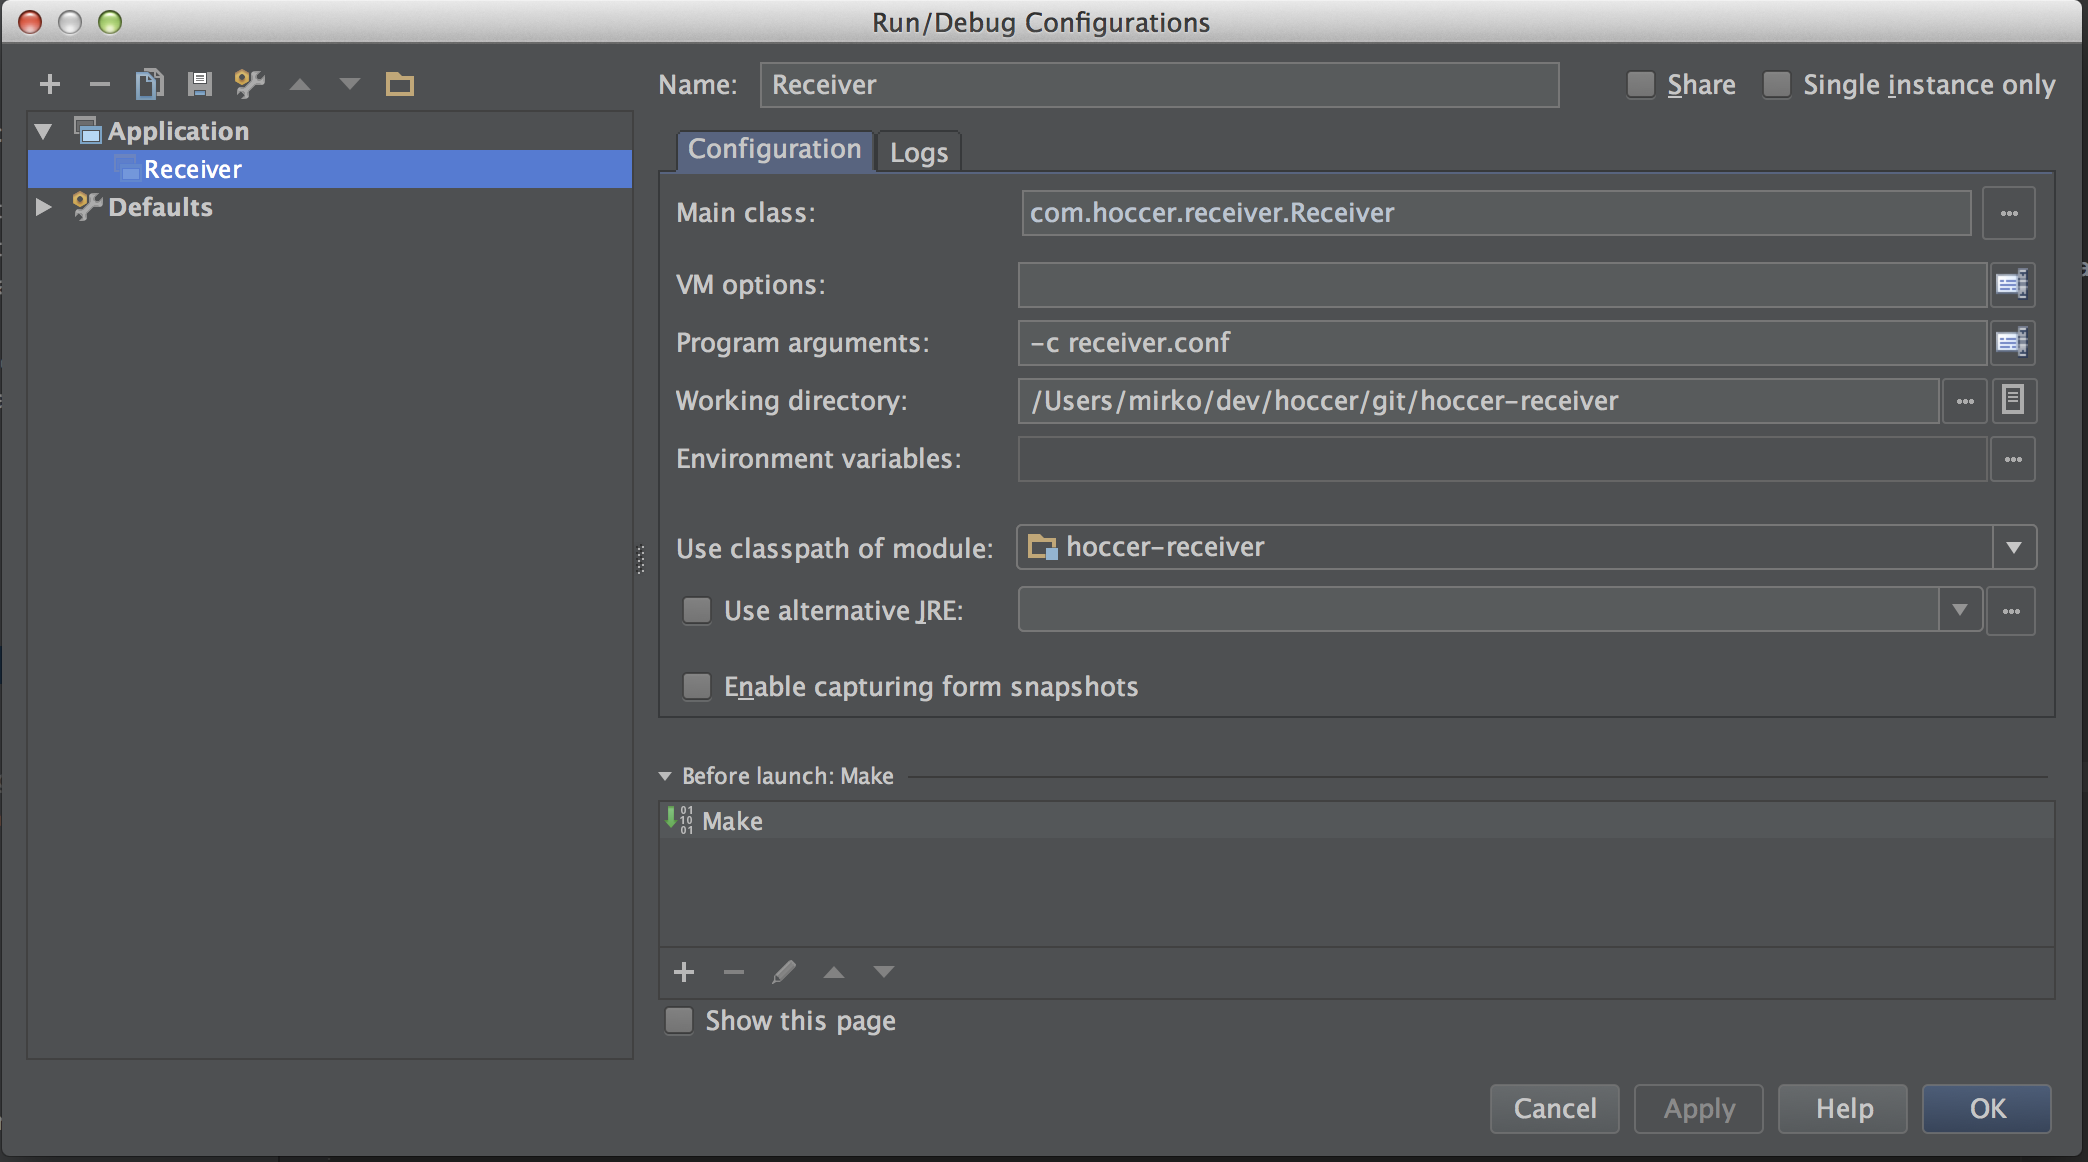 Run/Debug Configurations
Name: Receiver Share Single instance only
Application
Receiver
Defaults
Configuration Logs
Main class: com.hoccer.receiver.Receiver ...
VM options:
Program arguments: -c receiver.conf
Working directory: /Users/mirko/dev/hoccer/git/hoccer-receiver ...
Environment variables: ...
Use classpath of module: hoccer-receiver
Use alternative JRE: ...
Enable capturing form snapshots
Before launch: Make
Make
Show this page
Cancel Apply Help OK